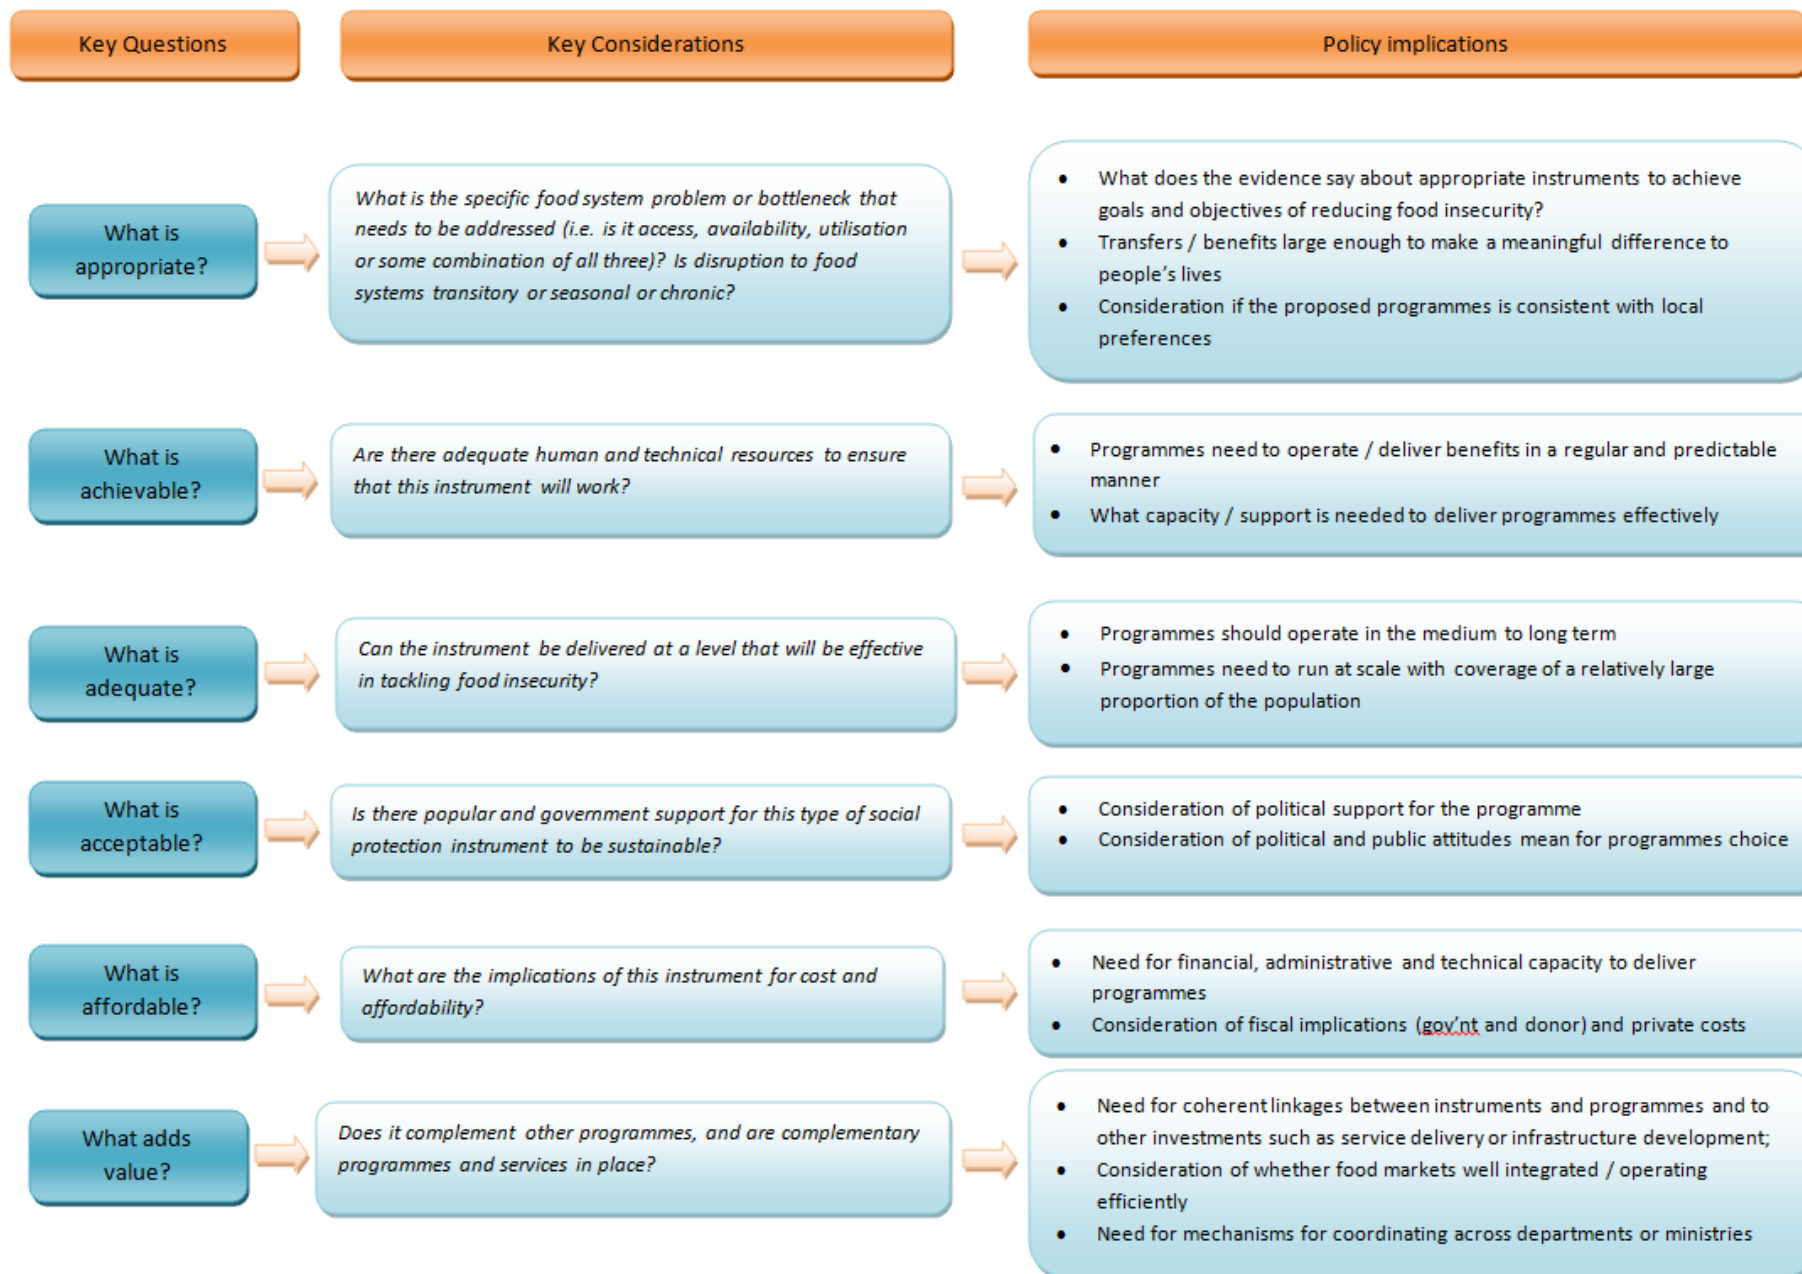 Key Questions
Key Considerations
Policy implications
What is
appropriate?
What is the specific food system problem or bottleneck that
needs to be addressed (i.e. is it access, availability, utilisation
or some combination of all three)? Is disruption to food
systems transitory or seasonal or chronic?
• What does the evidence say about appropriate instruments to achieve
goals and objectives of reducing food insecurity?
• Transfers / benefits large enough to make a meaningful difference to
people's lives
• Consideration if the proposed programmes is consistent with local
preferences
What is
achievable?
Are there adequate human and technical resources to ensure
that this instrument will work?
• Programmes need to operate / deliver benefits in a regular and predictable
manner
• What capacity / support is needed to deliver programmes effectively
What is
adequate?
Can the instrument be delivered at a level that will be effective
in tackling food insecurity?
• Programmes should operate in the medium to long term
• Programmes need to run at scale with coverage of a relatively large
proportion of the population
What is
acceptable?
Is there popular and government support for this type of social
protection instrument to be sustainable?
• Consideration of political support for the programme
• Consideration of political and public attitudes mean for programmes choice
What is
affordable?
What are the implications of this instrument for cost and
affordability?
• Need for financial, administrative and technical capacity to deliver
programmes
• Consideration of fiscal implications (gov'nt and donor) and private costs
What adds
value?
Does it complement other programmes, and are complementary
programmes and services in place?
• Need for coherent linkages between instruments and programmes and to
other investments such as service delivery or infrastructure development;
• Consideration of whether food markets well integrated / operating
efficiently
• Need for mechanisms for coordinating across departments or ministries